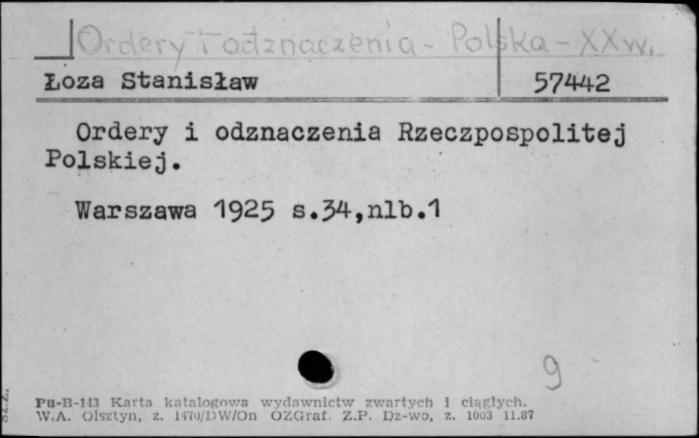 Ordery i odznaczenia - Polska - XX w.
Łoza Stanisław 57442
Ordery i odznaczenia Rzeczpospolitej
Polskiej.
Warszawa 1925 s.34,nlb.1
9
Pu-B-143 Karta katalogowa wydawnictw zwartych i ciągłych.
W.A. Olsztyn, z. 1470/DW/On OZGraf. Z.P. Dz-wo, z. 1003 11.87